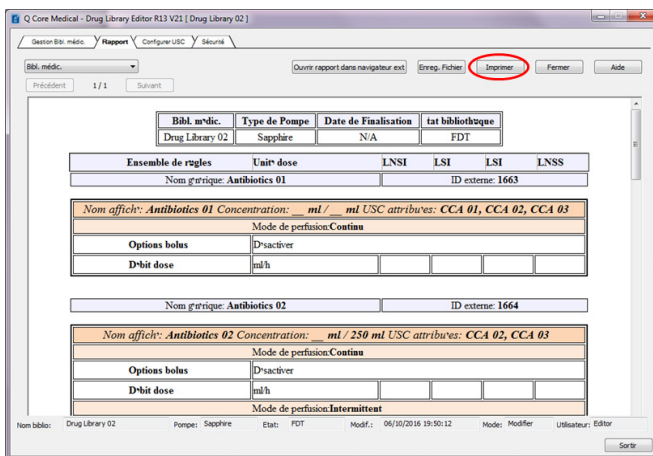 Q Core Medical - Drug Library Editor R13 V21 [ Drug Library 02 ]
Gestion Bibl. médic. Rapport Configurer USC Sécurité
Bibl. médic. Ouvrir rapport dans navigateur ext Enreg. Fichier Imprimer Fermer Aide
Précédent 1 / 1 Suivant
Bibl. m▪dic. Type de Pompe Date de Finalisation tat biblioth▪que
Drug Library 02 Sapphire N/A FDT
Ensemble de r▪gles Unit▪ dose LNSI LSI LSI LNSS
Nom g▪n▪rique: Antibiotics 01 ID externe: 1663
Nom affich▪: Antibiotics 01 Concentration: __ ml / __ ml USC attribu▪es: CCA 01, CCA 02, CCA 03
Mode de perfusion:Continu
Options bolus D▪sactiver
D▪bit dose ml/h
Nom g▪n▪rique: Antibiotics 02 ID externe: 1664
Nom affich▪: Antibiotics 02 Concentration: __ ml / 250 ml USC attribu▪es: CCA 02, CCA 03
Mode de perfusion:Continu
Options bolus D▪sactiver
D▪bit dose ml/h
Mode de perfusion:Intermittent
Nom biblio: Drug Library 02 Pompe: Sapphire Etat: FDT Modif.: 06/10/2016 19:50:12 Mode: Modifier Utilisateur: Editor
Sortir